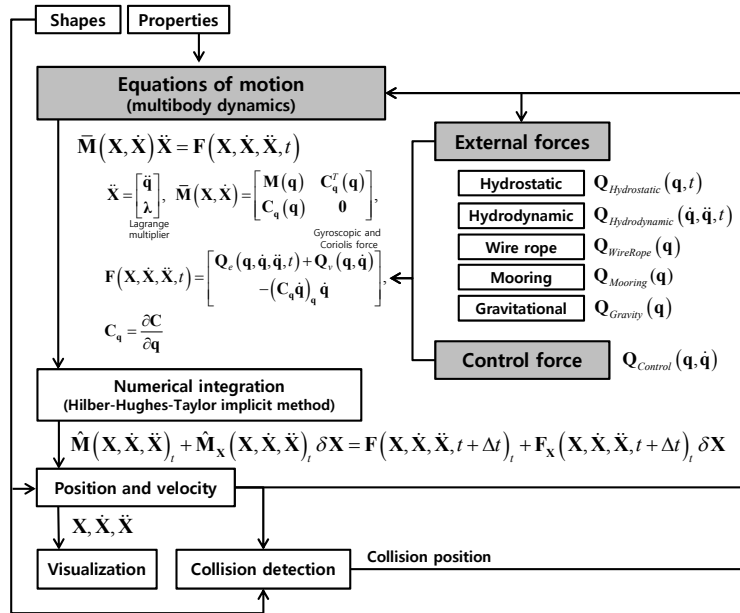 Shapes
Properties
Equations of motion
(multibody dynamics)
M̄(X, Ẋ)Ẍ = F(X, Ẋ, Ẍ, t)
Ẍ = [q̈; λ], M̄(X, Ẋ) = [M(q) C_q^T(q); C_q(q) 0],
Lagrange
multiplier
Gyroscopic and
Coriolis force
F(X, Ẋ, Ẍ, t) = [Q_e(q, q̇, q̈, t) + Q_v(q, q̇); −(C_q q̇)_q q̇],
C_q = ∂C/∂q
External forces
Hydrostatic Q_Hydrostatic(q, t)
Hydrodynamic Q_Hydrodynamic(q̇, q̈, t)
Wire rope Q_WireRope(q)
Mooring Q_Mooring(q)
Gravitational Q_Gravity(q)
Control force Q_Control(q, q̇)
Numerical integration
(Hilber-Hughes-Taylor implicit method)
M̂(X, Ẋ, Ẍ)_t + M̂_X(X, Ẋ, Ẍ)_t δX = F(X, Ẋ, Ẍ, t + Δt)_t + F_X(X, Ẋ, Ẍ, t + Δt)_t δX
Position and velocity
X, Ẋ, Ẍ
Visualization
Collision detection
Collision position